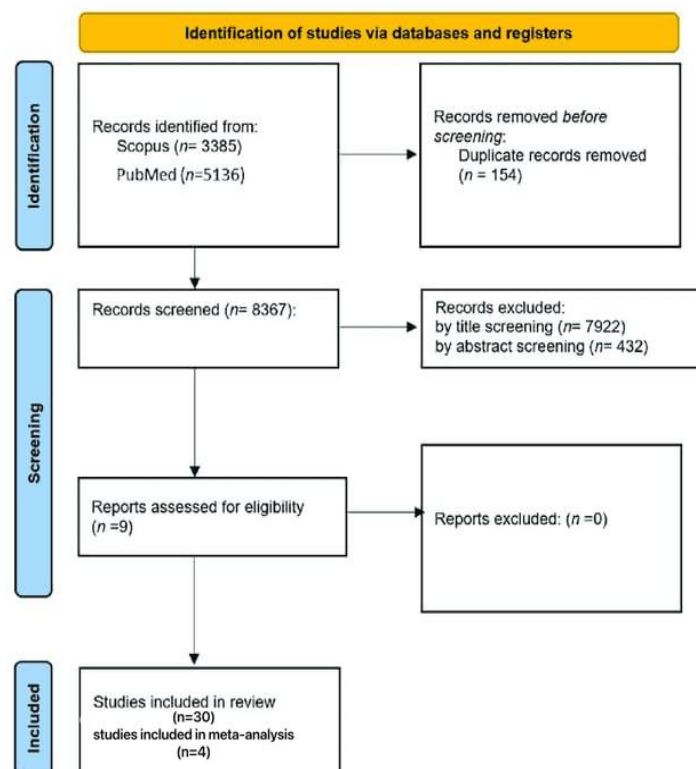 Identification of studies via databases and registers
Identification
Records identified from:
Scopus (n= 3385)
PubMed (n=5136)
Records removed before
screening:
Duplicate records removed
(n = 154)
Screening
Records screened (n= 8367):
Records excluded:
by title screening (n= 7922)
by abstract screening (n= 432)
Reports assessed for eligibility
(n =9)
Reports excluded: (n =0)
Included
Studies included in review
(n=30)
studies included in meta-analysis
(n=4)